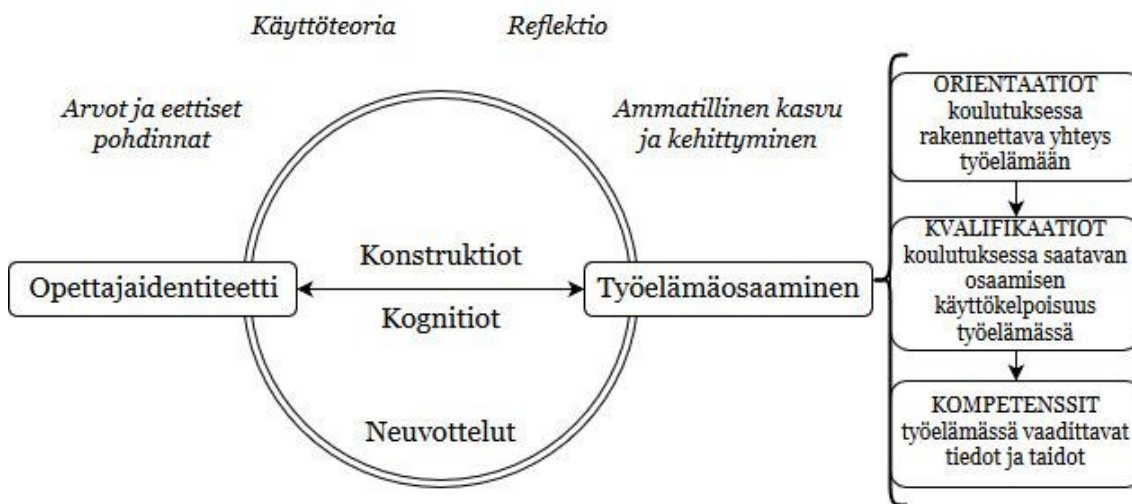 Käyttöteoria
Reflektio
Arvot ja eettiset
pohdinnat
Ammatillinen kasvu
ja kehittyminen
Opettajaidentiteetti
Konstruktiot
Kognitiot
Neuvottelut
Työelämäosaaminen
ORIENTAATIOT
koulutuksessa
rakennettava yhteys
työelämään
KVALIFIKAATIOT
koulutuksessa saatavan
osaamisen
käyttökelpoisuus
työelämässä
KOMPETENSSIT
työelämässä vaadittavat
tiedot ja taidot